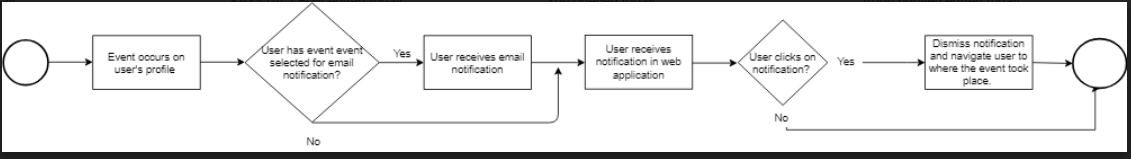 Event occurs on
user's profile
User has event event
selected for email
notification?
Yes
No
User receives email
notification
User receives
notification in web
application
User clicks on
notification?
Yes
No
Dismiss notification
and navigate user to
where the event took
place.